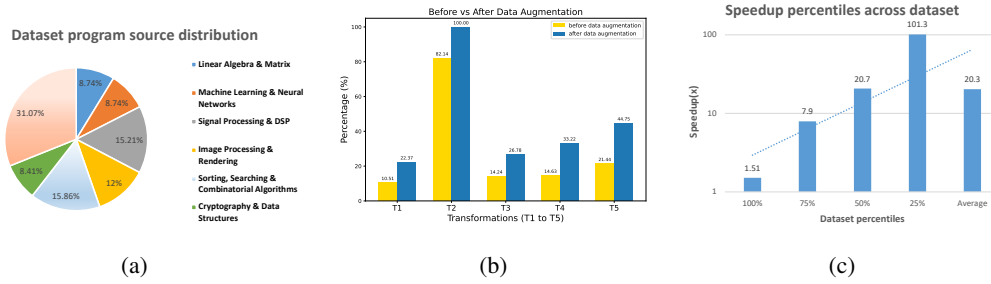 Dataset program source distribution
8.74%
8.74%
15.21%
12%
15.86%
8.41%
31.07%
Linear Algebra & Matrix
Machine Learning & Neural
Networks
Signal Processing & DSP
Image Processing &
Rendering
Sorting, Searching &
Combinatorial Algorithms
Cryptography & Data
Structures
(a)
Before vs After Data Augmentation
before data augmentation
after data augmentation
Percentage (%)
100
80
60
40
20
0
10.51
22.37
82.14
100.00
14.24
26.78
14.63
33.22
21.44
44.75
T1
T2
T3
T4
T5
Transformations (T1 to T5)
(b)
Speedup percentiles across dataset
Speedup(x)
100
10
1
1.51
7.9
20.7
101.3
20.3
100%
75%
50%
25%
Average
Dataset percentiles
(c)